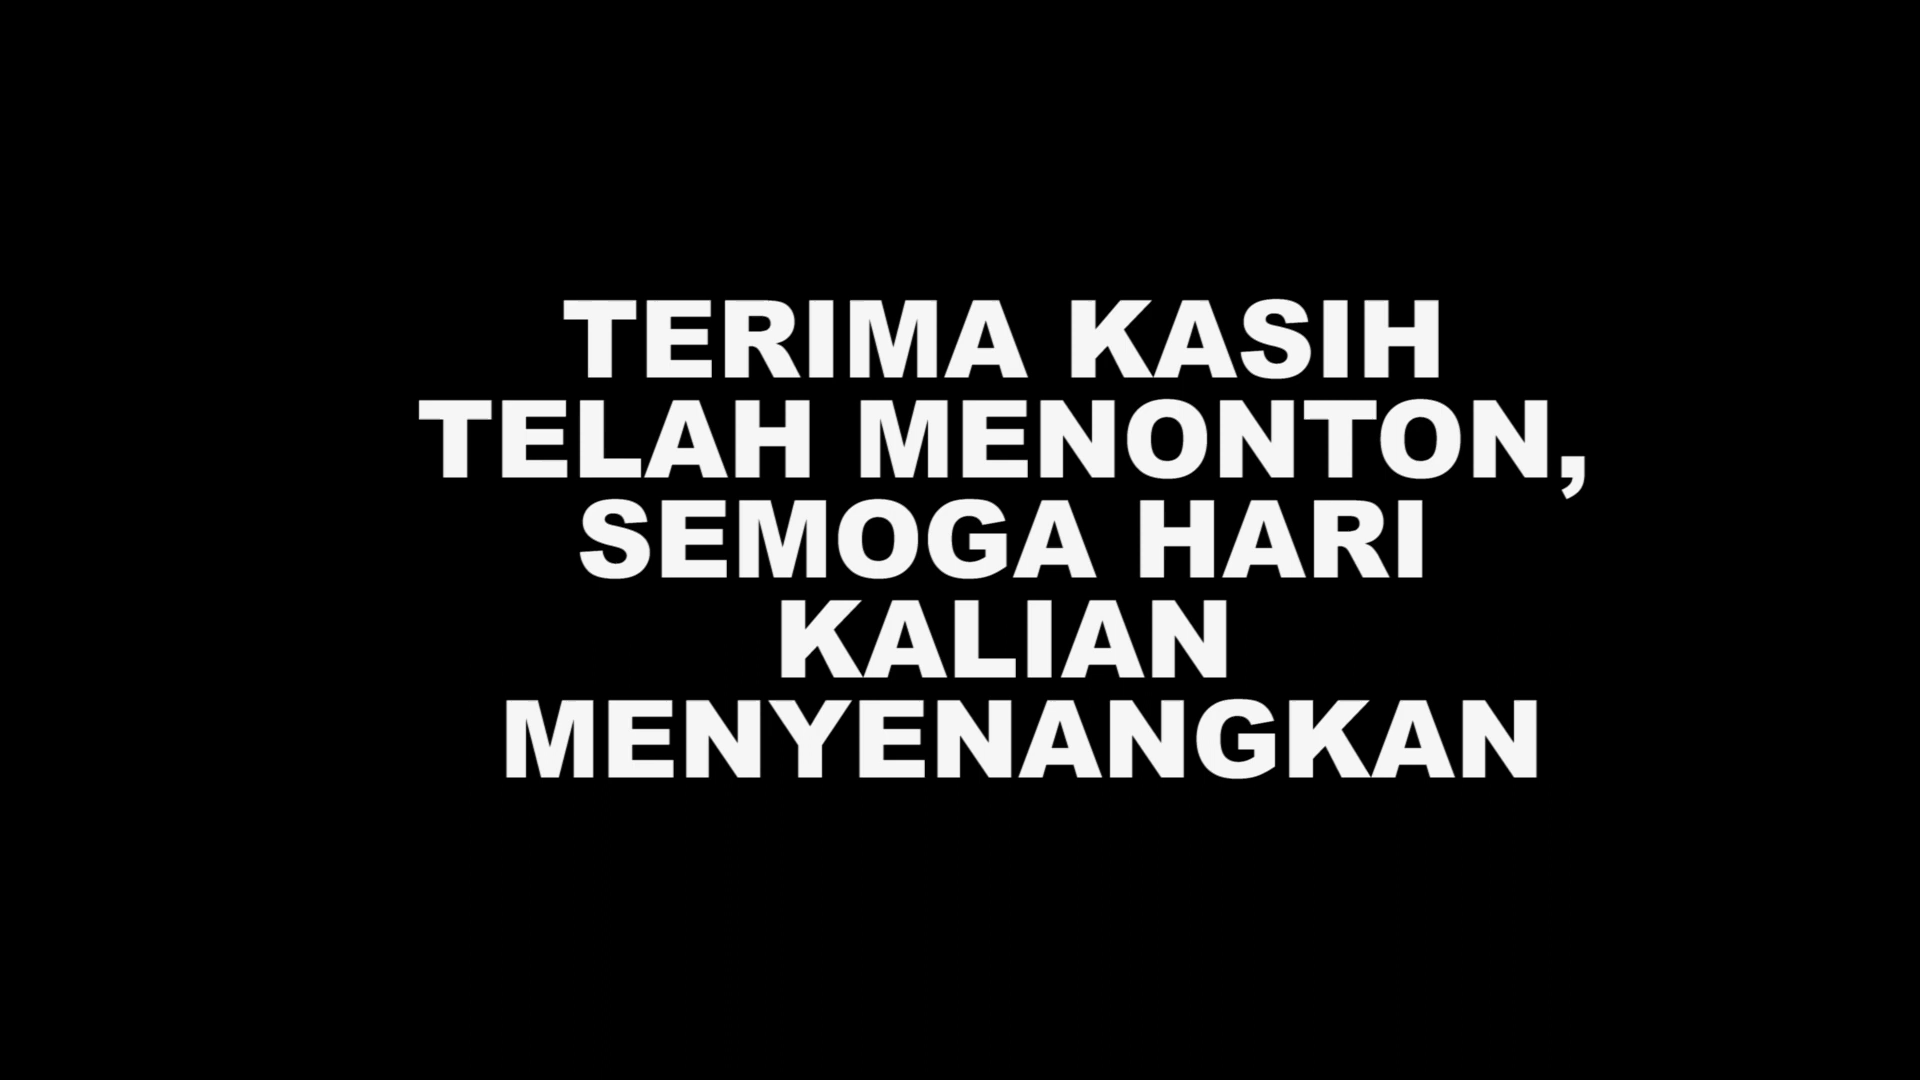 TERIMA KASIH
TELAH MENONTON,
SEMOGA HARI
KALIAN
MENYENANGKAN